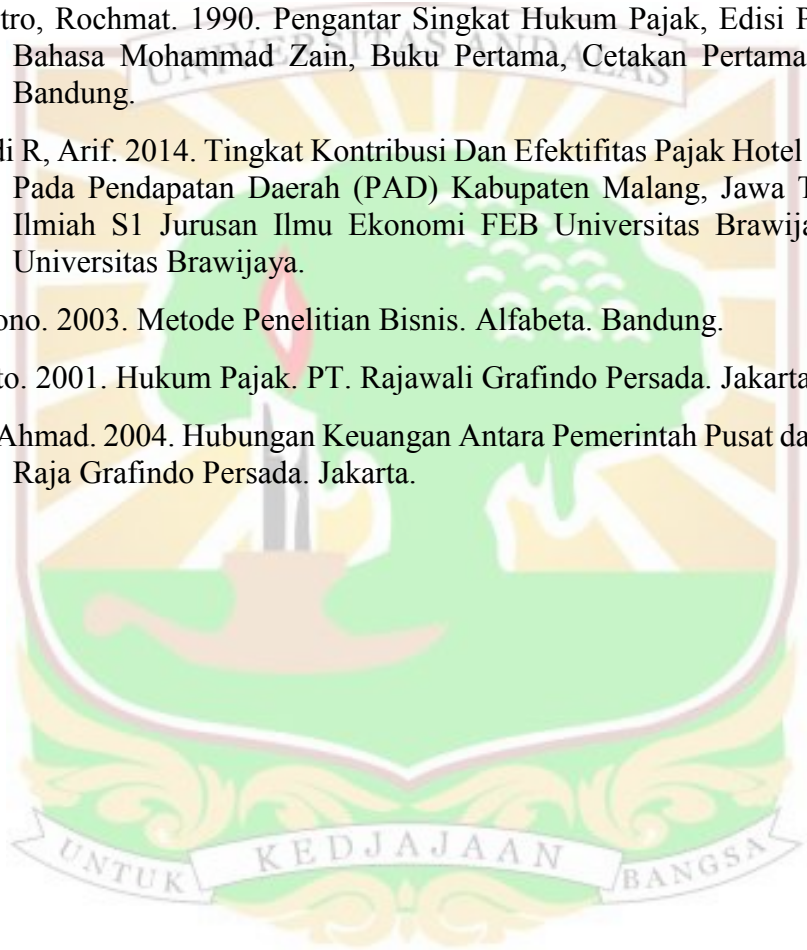 tro, Rochmat. 1990. Pengantar Singkat Hukum Pajak, Edisi
Bahasa Mohammad Zain, Buku Pertama, Cetakan Pertama
Bandung.
UNIVERSITAS ANDALAS
di R, Arif. 2014. Tingkat Kontribusi Dan Efektifitas Pajak Hotel
Pada Pendapatan Daerah (PAD) Kabupaten Malang, Jawa T
Ilmiah S1 Jurusan Ilmu Ekonomi FEB Universitas Brawija
Universitas Brawijaya.
ono. 2003. Metode Penelitian Bisnis. Alfabeta. Bandung.
to. 2001. Hukum Pajak. PT. Rajawali Grafindo Persada. Jakarta
Ahmad. 2004. Hubungan Keuangan Antara Pemerintah Pusat da
Raja Grafindo Persada. Jakarta.
UNTUK KEDJAJAAN BANGSA